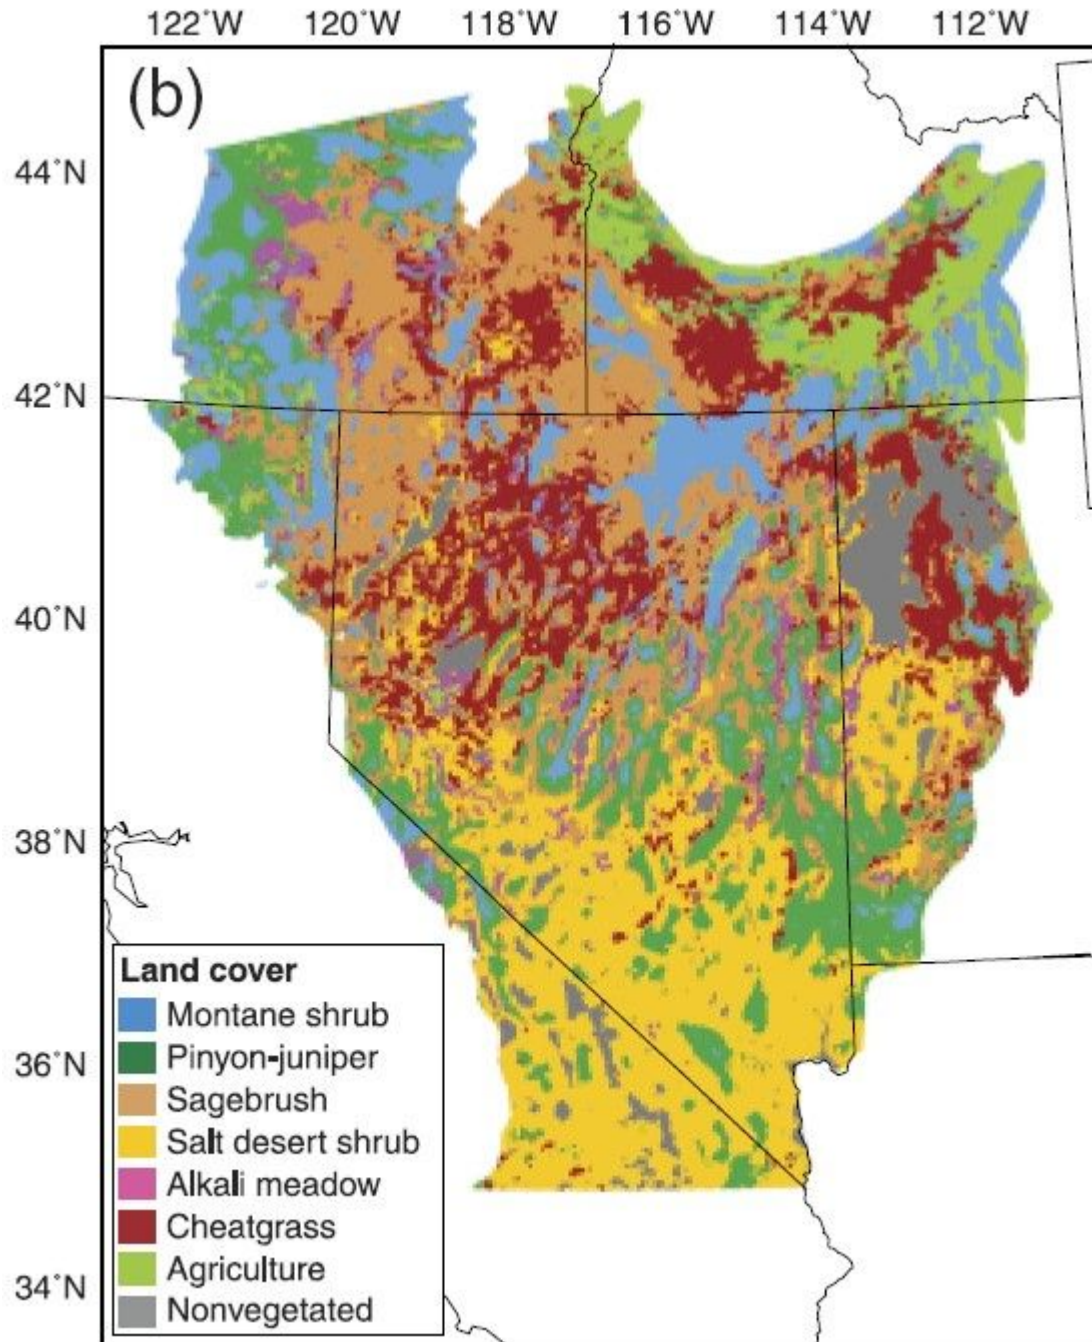 122˚W 120˚W 118˚W 116˚W 114˚W 112˚W
(b)
44˚N
42˚N
40˚N
38˚N
36˚N
34˚N
Land cover
Montane shrub
Pinyon-juniper
Sagebrush
Salt desert shrub
Alkali meadow
Cheatgrass
Agriculture
Nonvegetated